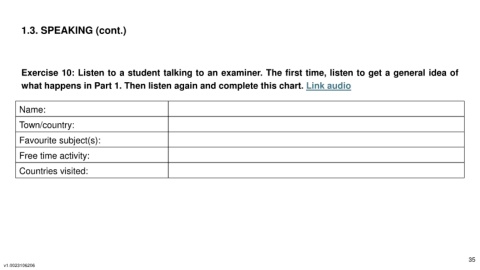 1.3. SPEAKING (cont.)
Exercise 10: Listen to a student talking to an examiner. The first time, listen to get a general idea of
what happens in Part 1. Then listen again and complete this chart. Link audio
Name:
Town/country:
Favourite subject(s):
Free time activity:
Countries visited:
35
v1.0023106206